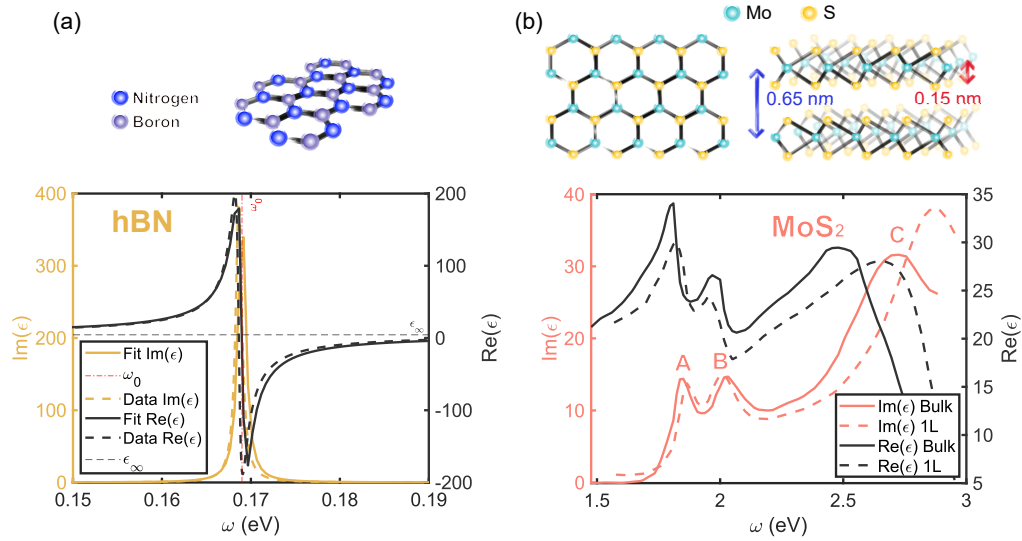 (a)
Nitrogen
Boron
(b)
Mo
S
0.65 nm
0.15 nm
hBN
ω0
ϵ∞
400
300
200
100
0
Im(ϵ)
200
100
0
-100
-200
Re(ϵ)
Fit Im(ϵ)
ω0
Data Im(ϵ)
Fit Re(ϵ)
Data Re(ϵ)
ϵ∞
0.15
0.16
0.17
0.18
0.19
ω (eV)
MoS2
A
B
C
40
30
20
10
0
Im(ϵ)
35
30
25
20
15
10
5
Re(ϵ)
Im(ϵ) Bulk
Im(ϵ) 1L
Re(ϵ) Bulk
Re(ϵ) 1L
1.5
2
2.5
3
ω (eV)